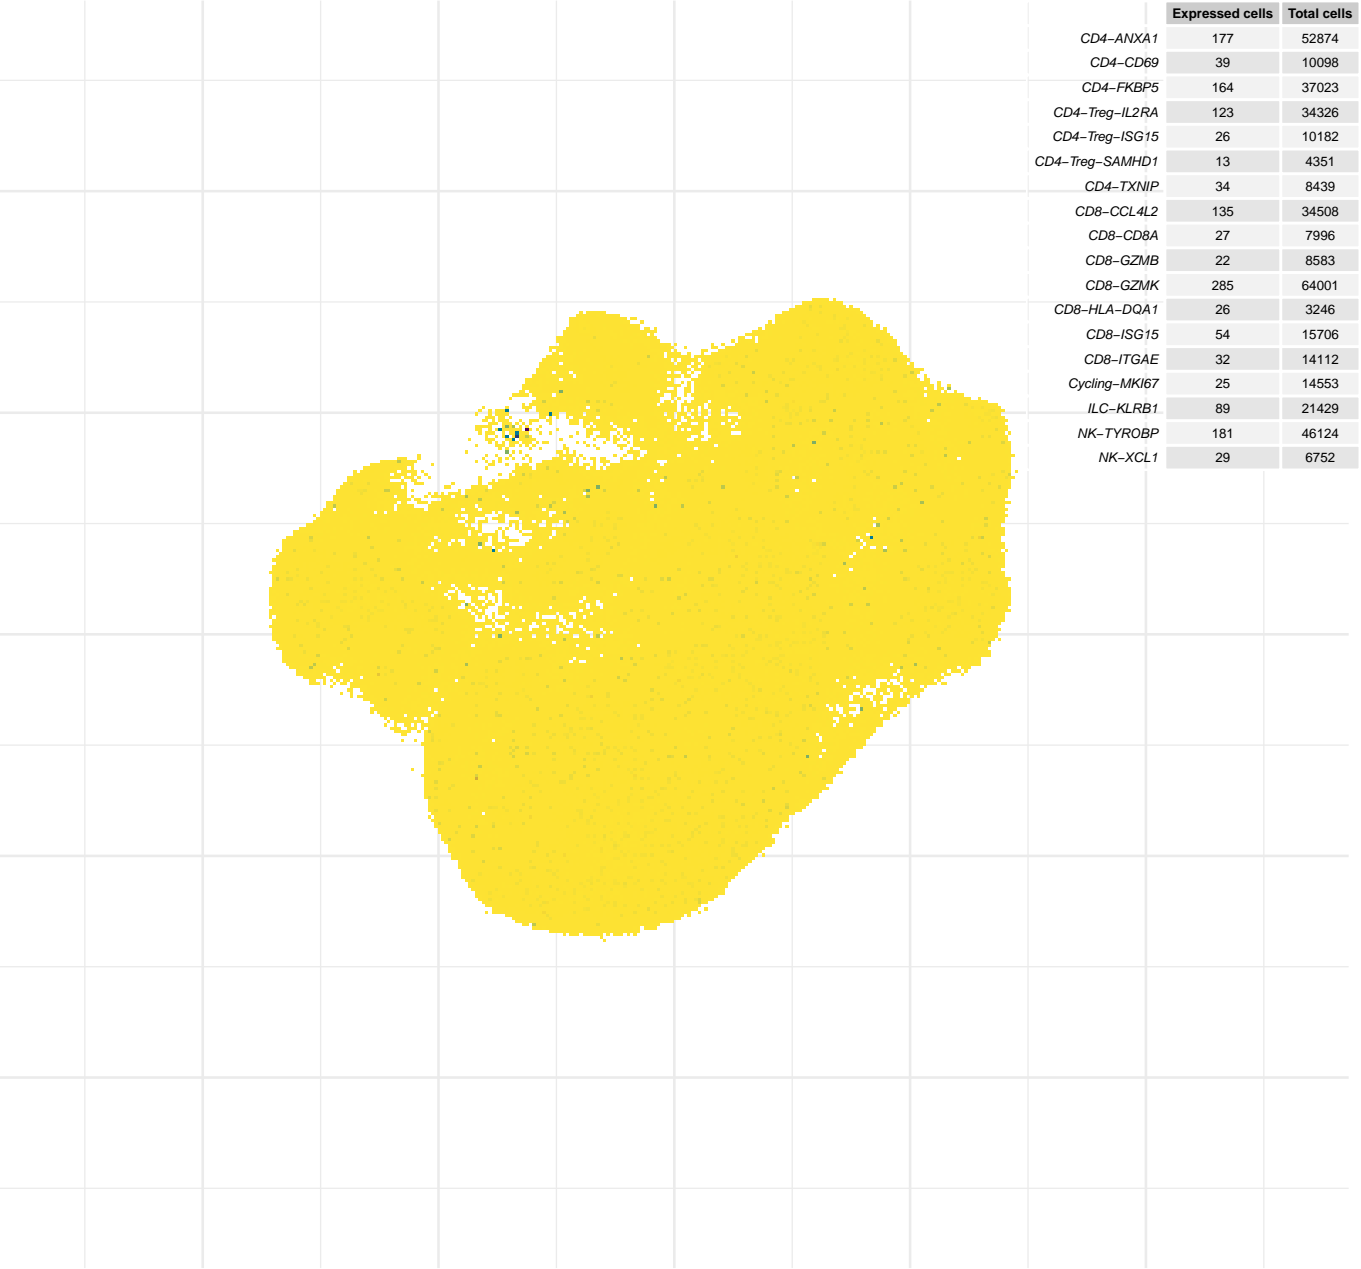 Expressed cells Total cells
CD4−ANXA1 177 52874
CD4−CD69 39 10098
CD4−FKBP5 164 37023
CD4−Treg−IL2RA 123 34326
CD4−Treg−ISG15 26 10182
CD4−Treg−SAMHD1 13 4351
CD4−TXNIP 34 8439
CD8−CCL4L2 135 34508
CD8−CD8A 27 7996
CD8−GZMB 22 8583
CD8−GZMK 285 64001
CD8−HLA−DQA1 26 3246
CD8−ISG15 54 15706
CD8−ITGAE 32 14112
Cycling−MKI67 25 14553
ILC−KLRB1 89 21429
NK−TYROBP 181 46124
NK−XCL1 29 6752